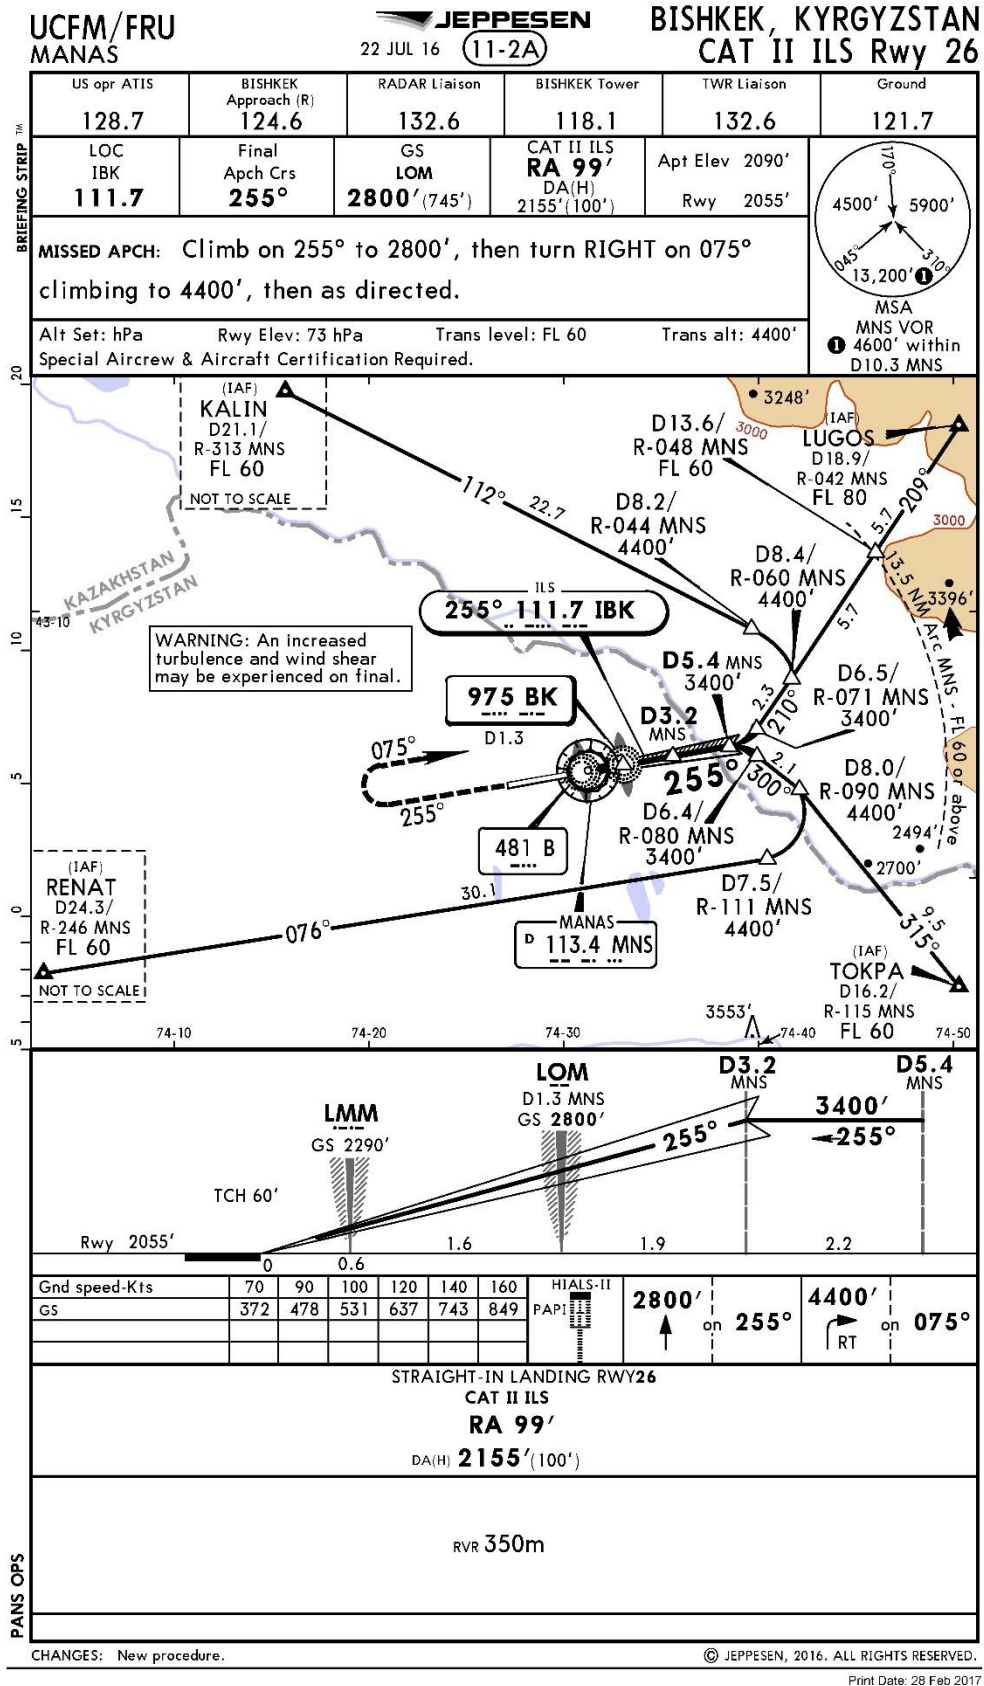 UCFM/FRU
MANAS
JEPPESEN
22 JUL 16 11-2A
BISHKEK, KYRGYZSTAN
CAT II ILS Rwy 26
BRIEFING STRIP TM
US opr ATIS
128.7
BISHKEK
Approach (R)
124.6
RADAR Liaison
132.6
BISHKEK Tower
118.1
TWR Liaison
132.6
Ground
121.7
LOC
IBK
111.7
Final
Apch Crs
255°
GS
LOM
2800'(745')
CAT II ILS
RA 99'
DA(H)
2155'(100')
Apt Elev 2090'
Rwy 2055'
170°
4500' 5900'
045° 310°
13,200' 1
MSA
MNS VOR
1 4600' within
D10.3 MNS
MISSED APCH: Climb on 255° to 2800', then turn RIGHT on 075°
climbing to 4400', then as directed.
Alt Set: hPa Rwy Elev: 73 hPa Trans level: FL 60 Trans alt: 4400'
Special Aircrew & Aircraft Certification Required.
20
15
10
5
0
5
(IAF)
KALIN
D21.1/
R-313 MNS
FL 60
NOT TO SCALE
112° 22.7
3248'
3000
D13.6/
R-048 MNS
FL 60
(IAF)
LUGOS
D18.9/
R-042 MNS
FL 80
209°
5.7
3000
D8.2/
R-044 MNS
4400'
D8.4/
R-060 MNS
4400'
13.5 NM Arc MNS - FL 60 or above
3396'
5.7
KAZAKHSTAN
KYRGYZSTAN
43-10
ILS
255° 111.7 IBK
WARNING: An increased
turbulence and wind shear
may be experienced on final.
D5.4 MNS
3400'
D6.5/
R-071 MNS
3400'
2.3
210°
975 BK
D1.3
D3.2
MNS
075°
255°
255°
2.1
300°
D8.0/
R-090 MNS
4400'
D6.4/
R-080 MNS
3400'
2494'
2700'
481 B
(IAF)
RENAT
D24.3/
R-246 MNS
FL 60
NOT TO SCALE
076°
30.1
D7.5/
R-111 MNS
4400'
MANAS
D 113.4 MNS
9.5
315°
(IAF)
TOKPA
D16.2/
R-115 MNS
FL 60
3553'
74-10 74-20 74-30 74-40 74-50
LMM
GS 2290'
LOM
D1.3 MNS
GS 2800'
D3.2
MNS
D5.4
MNS
3400'
255°
255°
TCH 60'
Rwy 2055'
0 0.6 1.6 1.9 2.2
Gnd speed-Kts 70 90 100 120 140 160
GS 372 478 531 637 743 849
HIALS-II
PAPI
2800' on 255°
4400' RT on 075°
STRAIGHT-IN LANDING RWY26
CAT II ILS
RA 99'
DA(H) 2155'(100')
RVR 350m
PANS OPS
CHANGES: New procedure.
© JEPPESEN, 2016. ALL RIGHTS RESERVED.
Print Date: 28 Feb 2017